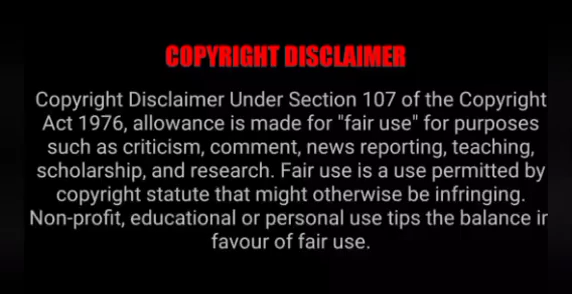 COPYRIGHT DISCLAIMER
Copyright Disclaimer Under Section 107 of the Copyright
Act 1976, allowance is made for "fair use" for purposes
such as criticism, comment, news reporting, teaching,
scholarship, and research. Fair use is a use permitted by
copyright statute that might otherwise be infringing.
Non-profit, educational or personal use tips the balance in
favour of fair use.